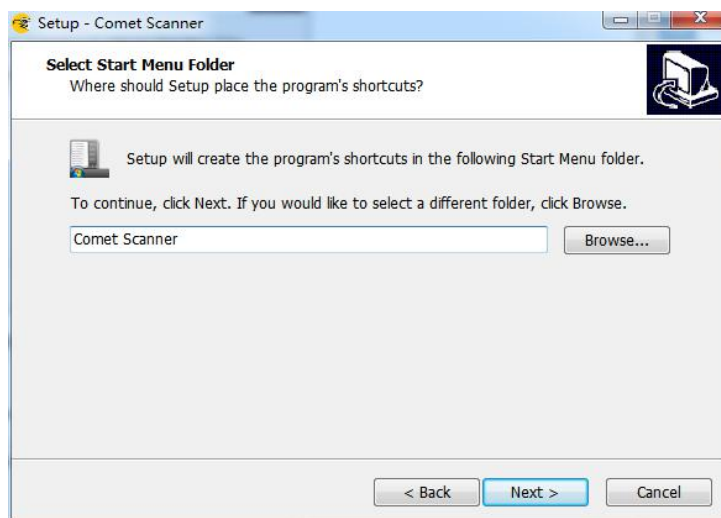 Setup - Comet Scanner
Select Start Menu Folder
Where should Setup place the program's shortcuts?
Setup will create the program's shortcuts in the following Start Menu folder.
To continue, click Next. If you would like to select a different folder, click Browse.
Comet Scanner
Browse...
< Back
Next >
Cancel